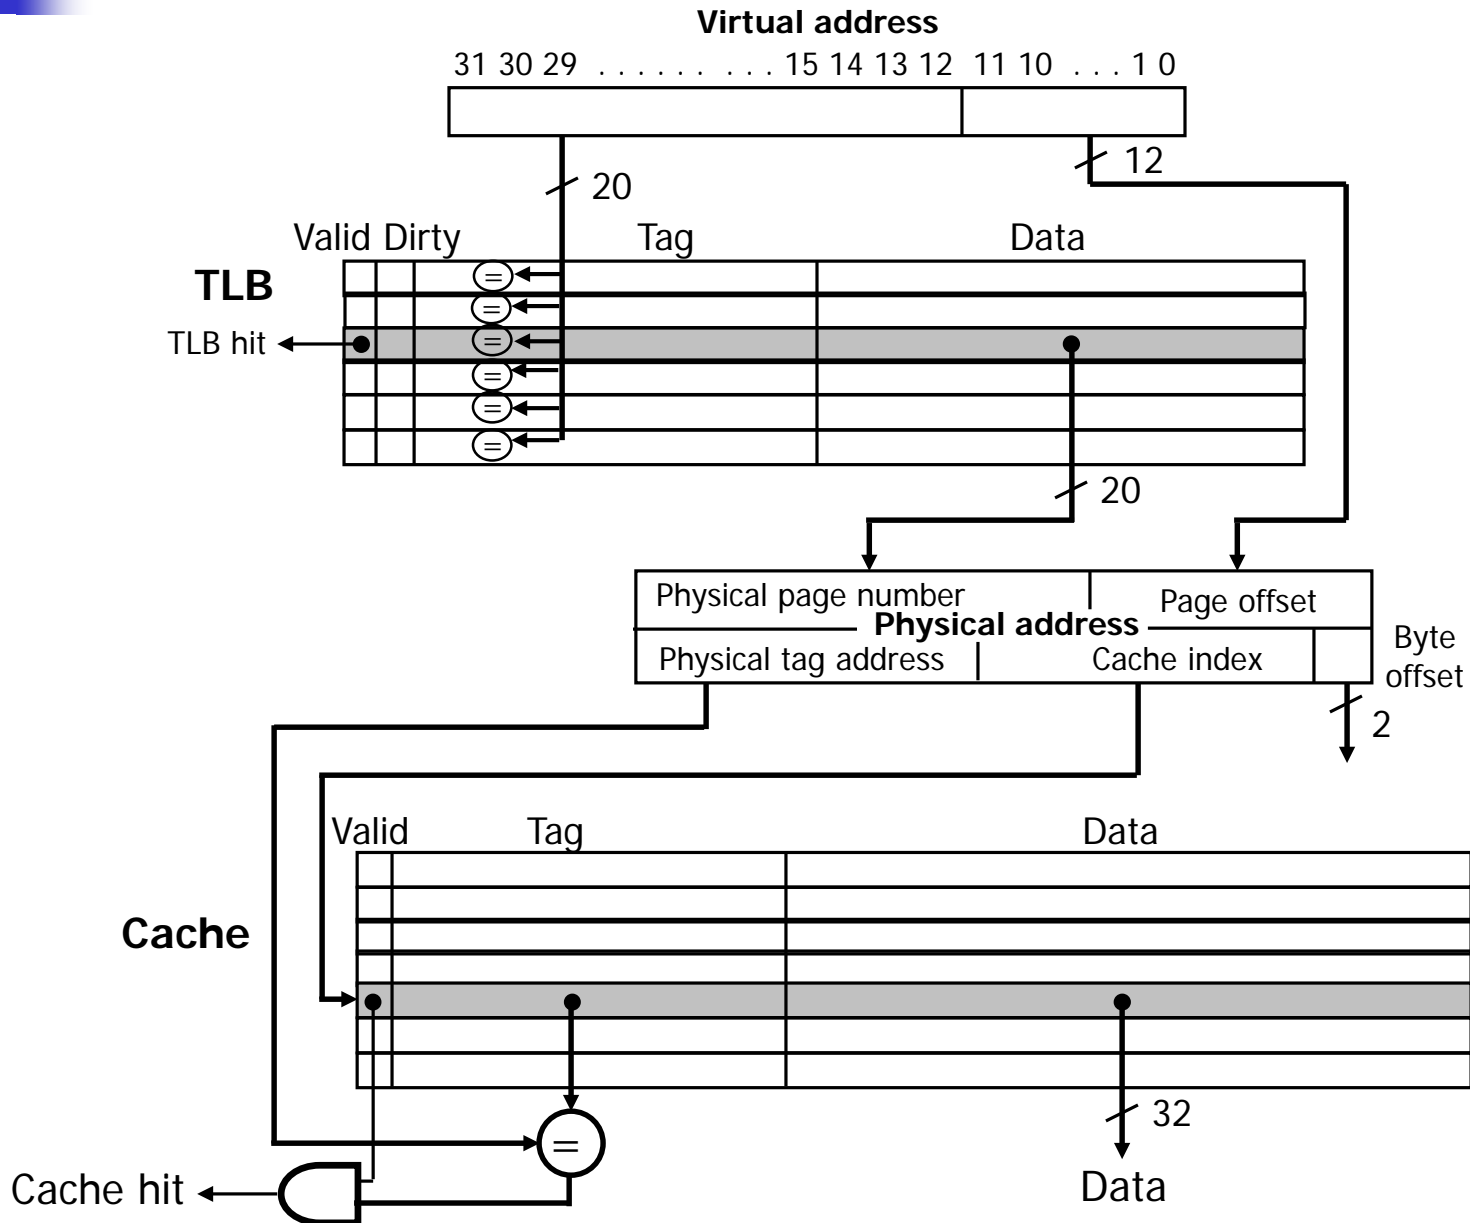 Virtual address
31 30 29 . . . . . . . . . 15 14 13 12 11 10 . . . 1 0
12
20
Valid Dirty Tag Data
TLB
=
=
TLB hit
=
=
=
=
20
Physical page number
Page offset
Physical address
Physical tag address
Cache index
Byte
offset
2
Valid Tag Data
Cache
32
=
Cache hit
Data